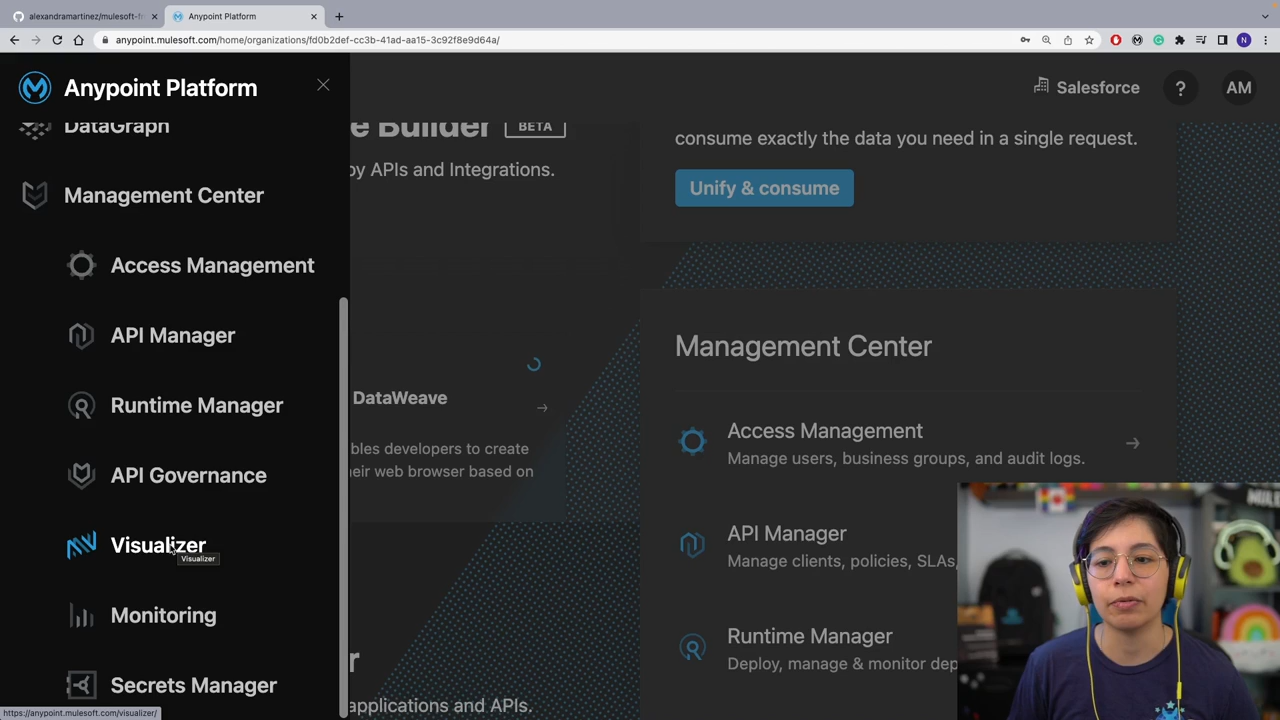 alexandramartinez/mulesoft-fr
Anypoint Platform
anypoint.mulesoft.com/home/organizations/fd0b2def-cc3b-41ad-aa15-3c92f8e9d64a/
N
Anypoint Platform
Salesforce
?
AM
DataGraph
Management Center
Access Management
API Manager
Runtime Manager
API Governance
Visualizer
Visualizer
Monitoring
Secrets Manager
https://anypoint.mulesoft.com/visualizer/
e Builder
BETA
y APIs and Integrations.
DataWeave
bles developers to create
heir web browser based on
r
applications and APIs.
consume exactly the data you need in a single request.
Unify & consume
Management Center
Access Management
Manage users, business groups, and audit logs.
API Manager
Manage clients, policies, SLAs,
Runtime Manager
Deploy, manage & monitor dep